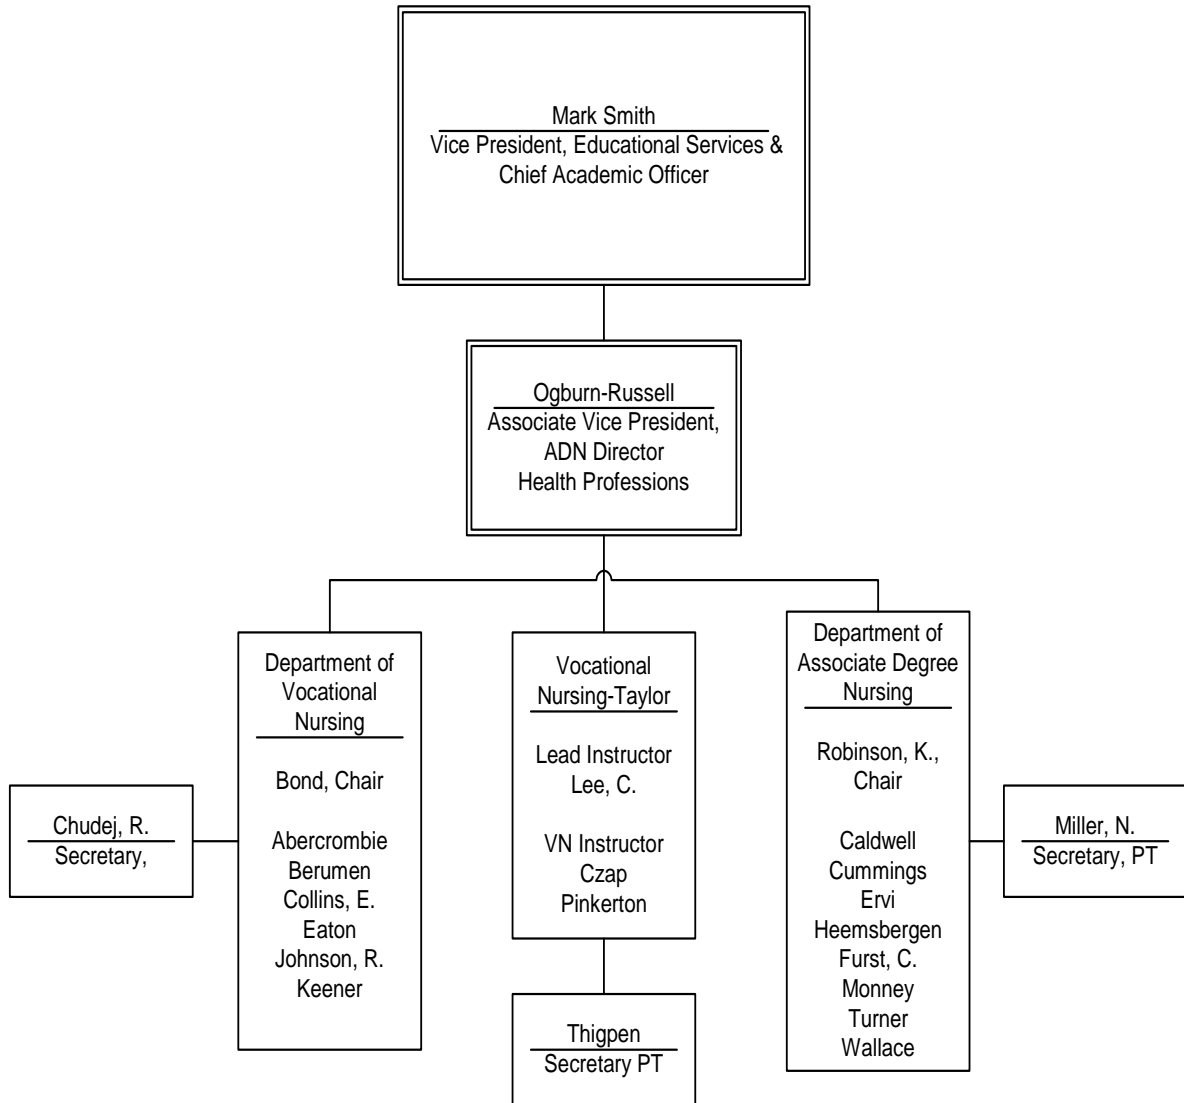 Mark Smith
Vice President, Educational Services &
Chief Academic Officer
Ogburn-Russell
Associate Vice President,
ADN Director
Health Professions
Department of
Vocational
Nursing
Bond, Chair
Abercrombie
Berumen
Collins, E.
Eaton
Johnson, R.
Keener
Chudej, R.
Secretary,
Vocational
Nursing-Taylor
Lead Instructor
Lee, C.
VN Instructor
Czap
Pinkerton
Thigpen
Secretary PT
Department of
Associate Degree
Nursing
Robinson, K.,
Chair
Caldwell
Cummings
Ervi
Heemsbergen
Furst, C.
Monney
Turner
Wallace
Miller, N.
Secretary, PT